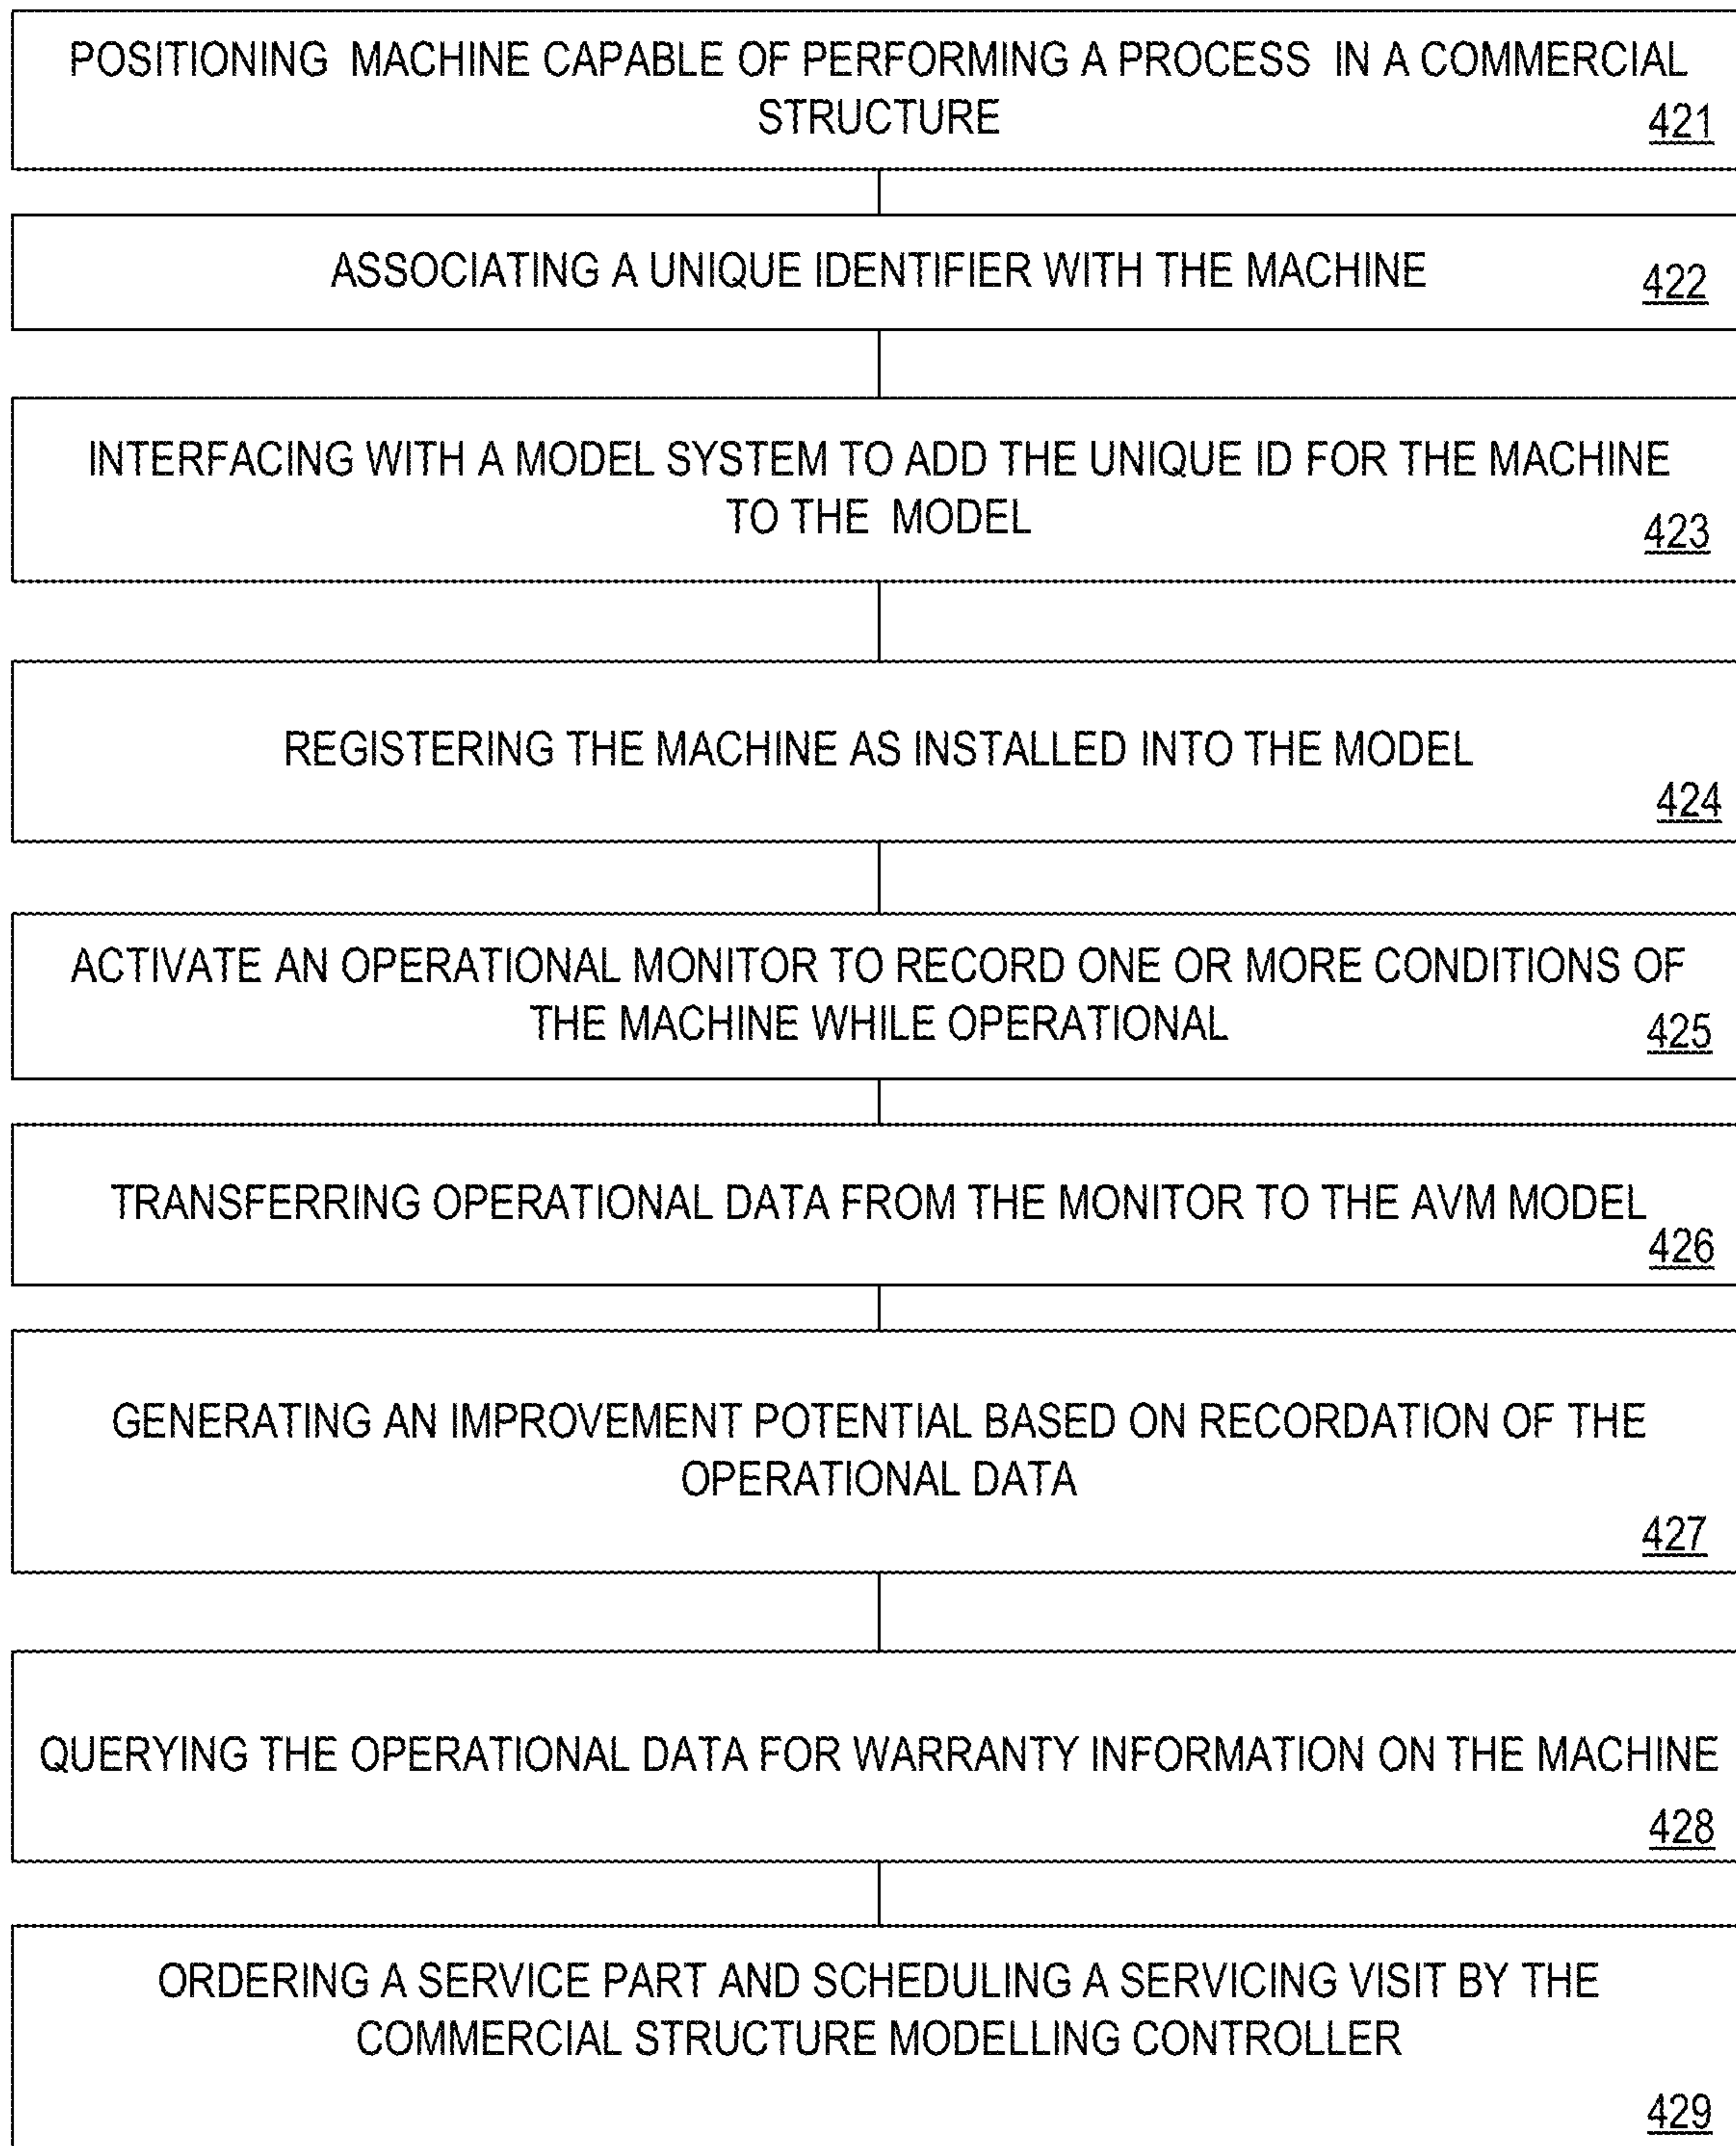 POSITIONING MACHINE CAPABLE OF PERFORMING A PROCESS IN A COMMERCIAL
STRUCTURE
421
ASSOCIATING A UNIQUE IDENTIFIER WITH THE MACHINE
422
INTERFACING WITH A MODEL SYSTEM TO ADD THE UNIQUE ID FOR THE MACHINE
TO THE MODEL
423
REGISTERING THE MACHINE AS INSTALLED INTO THE MODEL
424
ACTIVATE AN OPERATIONAL MONITOR TO RECORD ONE OR MORE CONDITIONS OF
THE MACHINE WHILE OPERATIONAL
425
TRANSFERRING OPERATIONAL DATA FROM THE MONITOR TO THE AVM MODEL
426
GENERATING AN IMPROVEMENT POTENTIAL BASED ON RECORDATION OF THE
OPERATIONAL DATA
427
QUERYING THE OPERATIONAL DATA FOR WARRANTY INFORMATION ON THE MACHINE
428
ORDERING A SERVICE PART AND SCHEDULING A SERVICING VISIT BY THE
COMMERCIAL STRUCTURE MODELLING CONTROLLER
429